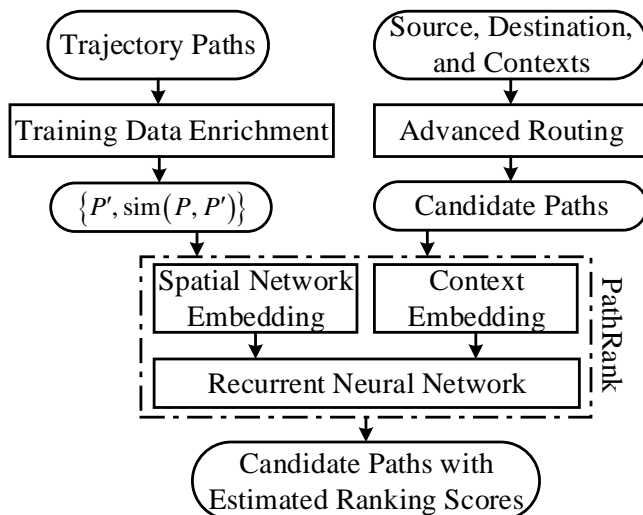 Trajectory Paths
Source, Destination,
and Contexts
Training Data Enrichment
Advanced Routing
{P′, sim(P, P′)}
Candidate Paths
Spatial Network
Embedding
Context
Embedding
PathRank
Recurrent Neural Network
Candidate Paths with
Estimated Ranking Scores